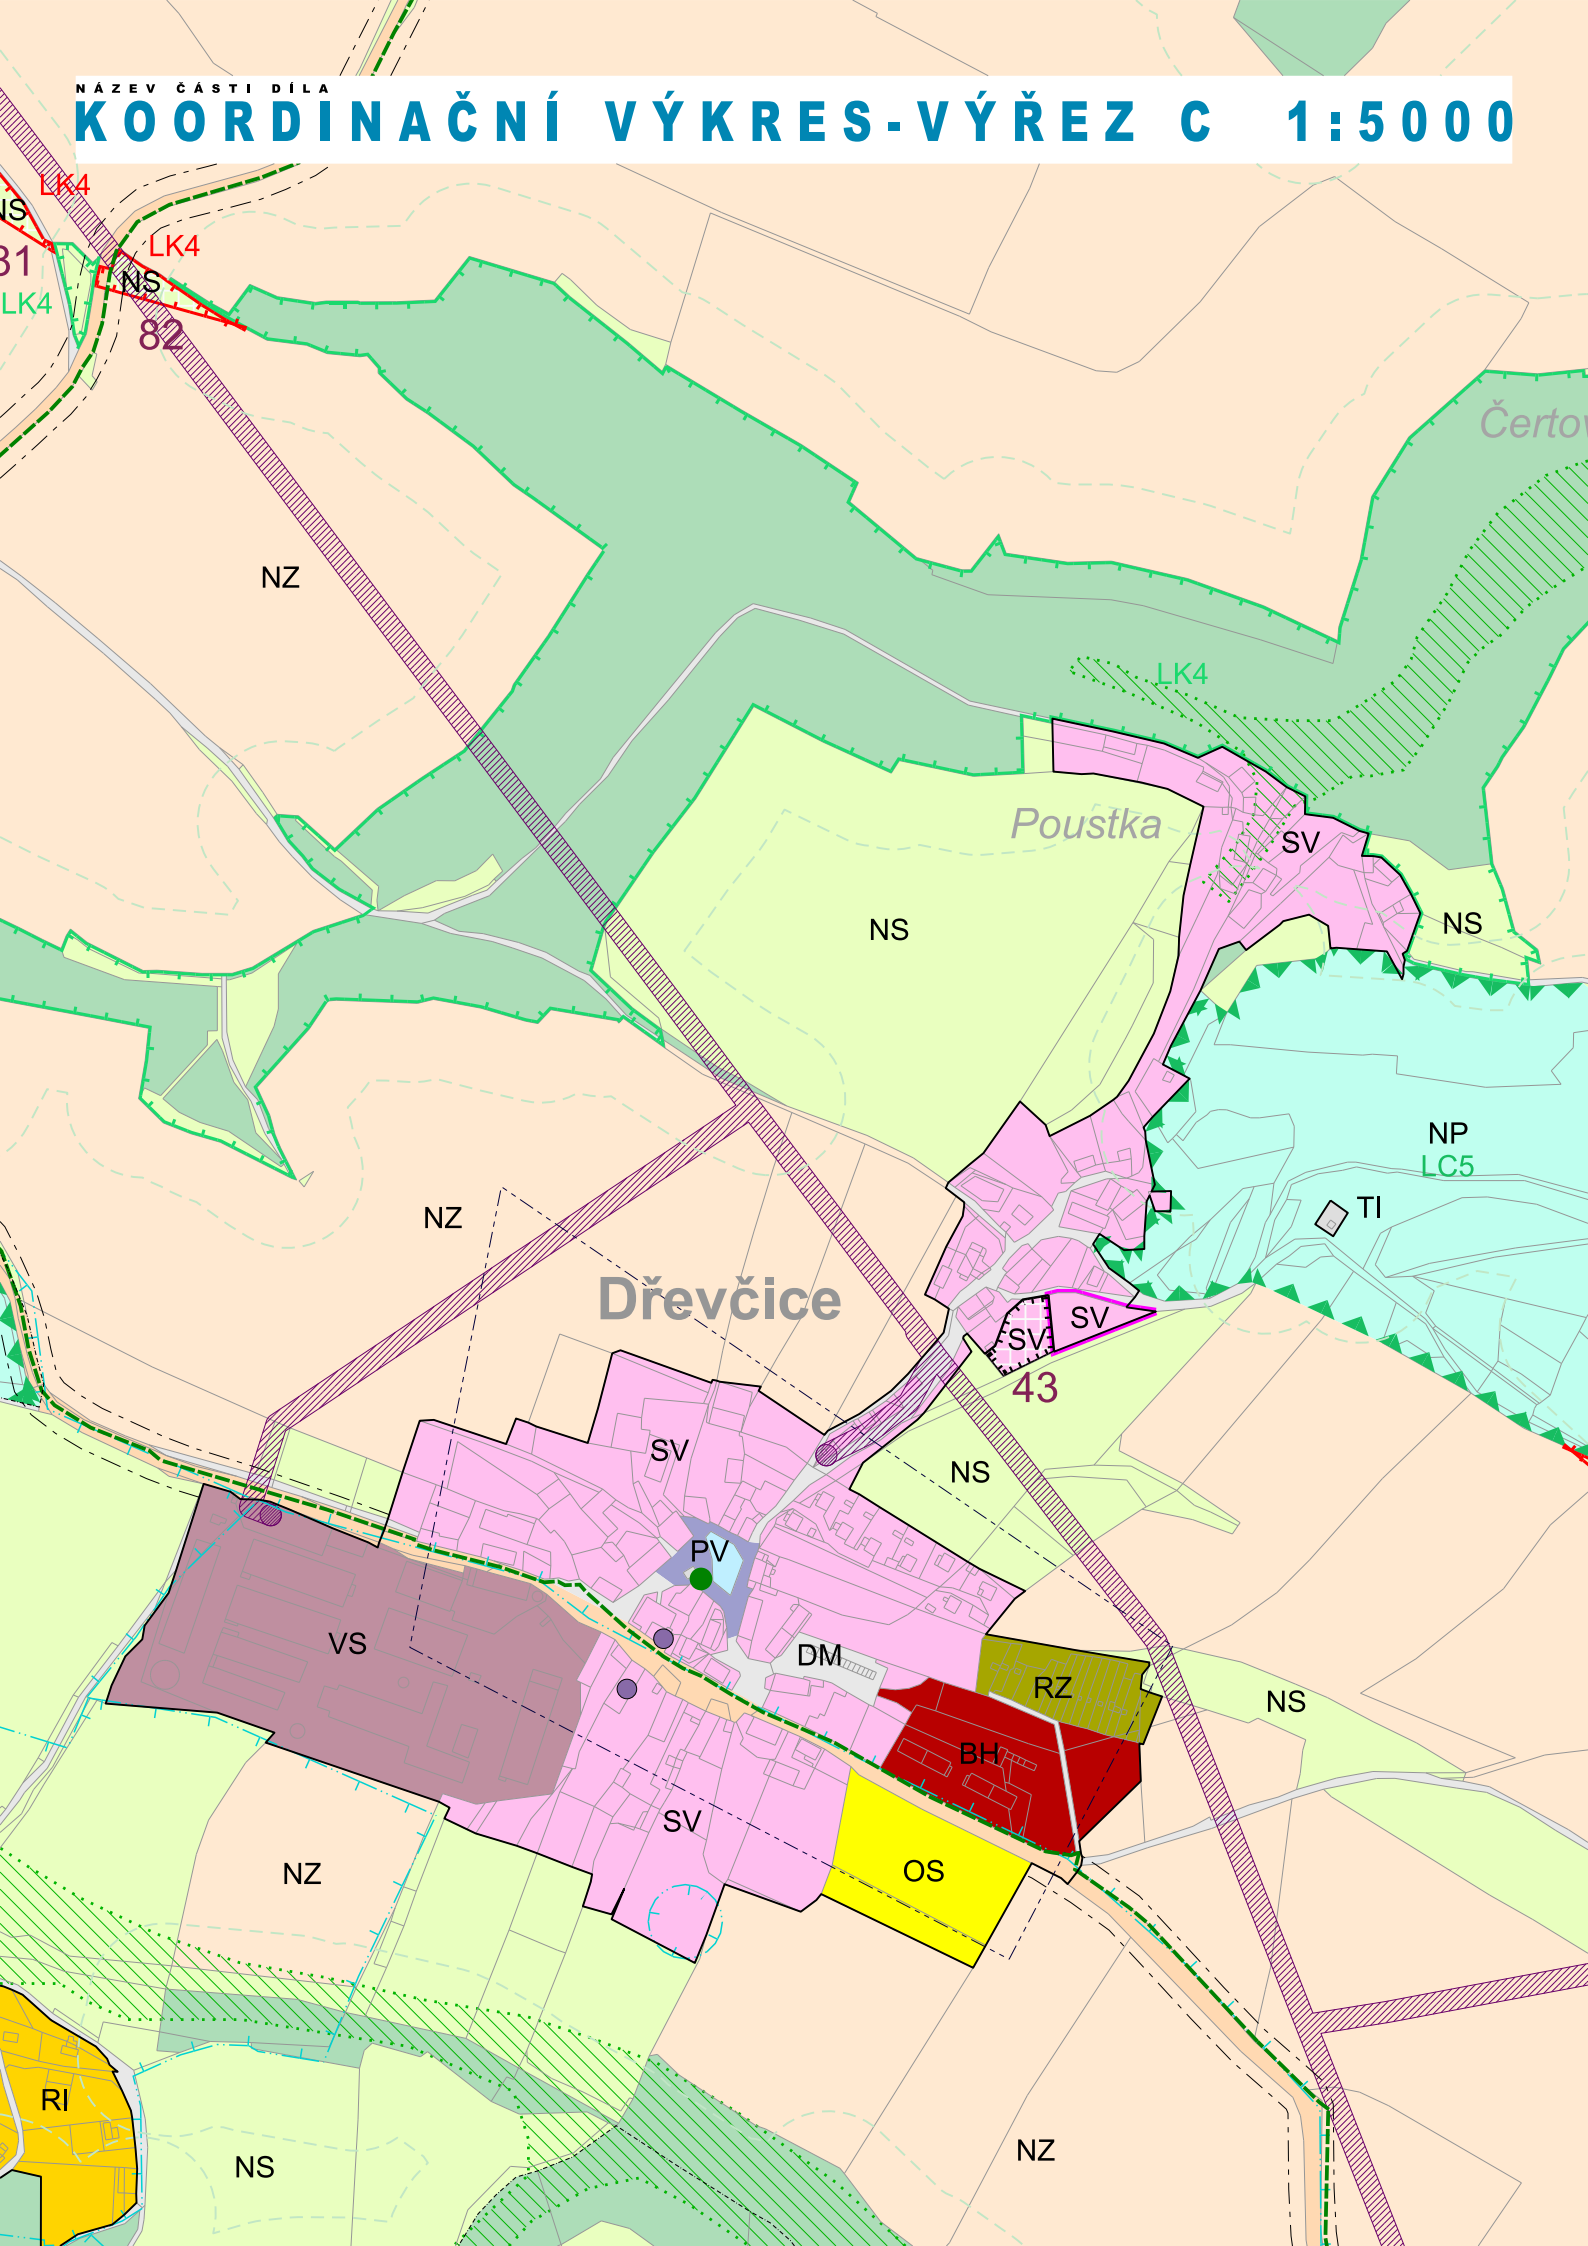 NÁZEV ČÁSTI DÍLA
KOORDINAČNÍ VÝKRES-VÝŘEZ C 1:5000
LK4
NS
81
LK4
LK4
NS
82
NZ
LK4
Poustka
SV
NS
NS
NP
LC5
TI
NZ
Dřevčice
SV
SV
43
SV
NS
PV
VS
DM
RZ
NS
BH
SV
OS
NZ
RI
NS
NZ